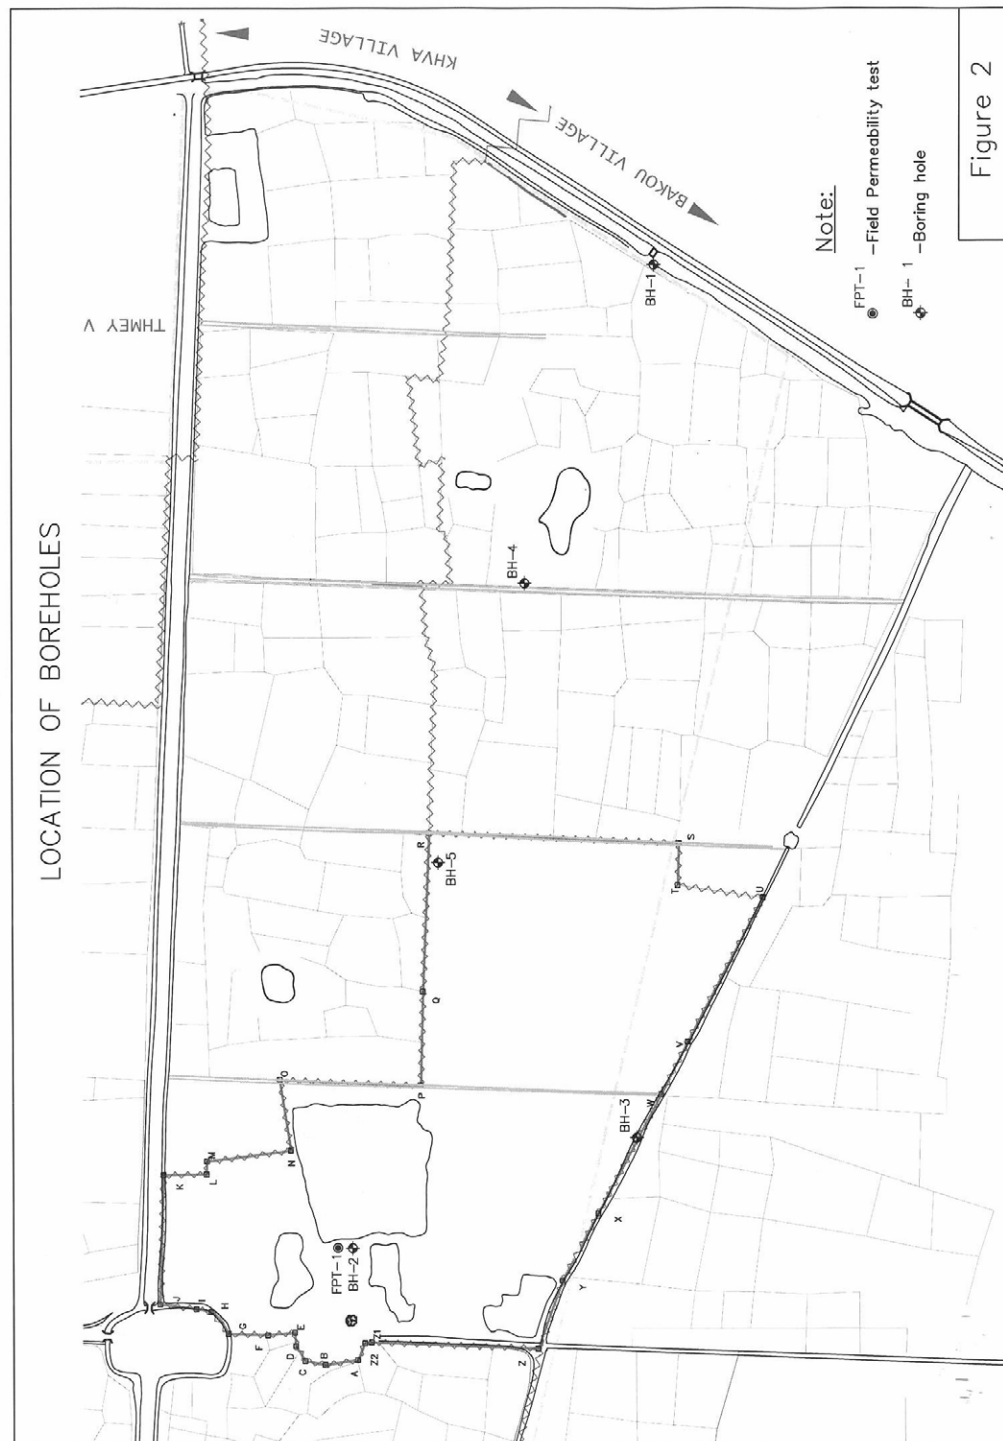 LOCATION OF BOREHOLES
KHVA VILLAGE
BAKOU VILLAGE
THMEY V
BH-1
BH-4
BH-5
R
S
T
U
Q
O
P
V
W
BH-3
N
M
L
K
X
FPT-1
BH-2
Y
J
I
H
G
F
E
D
C
B
A
Z1
Z2
Z
Note:
FPT-1 -Field Permeability test
BH- 1 -Boring hole
Figure 2